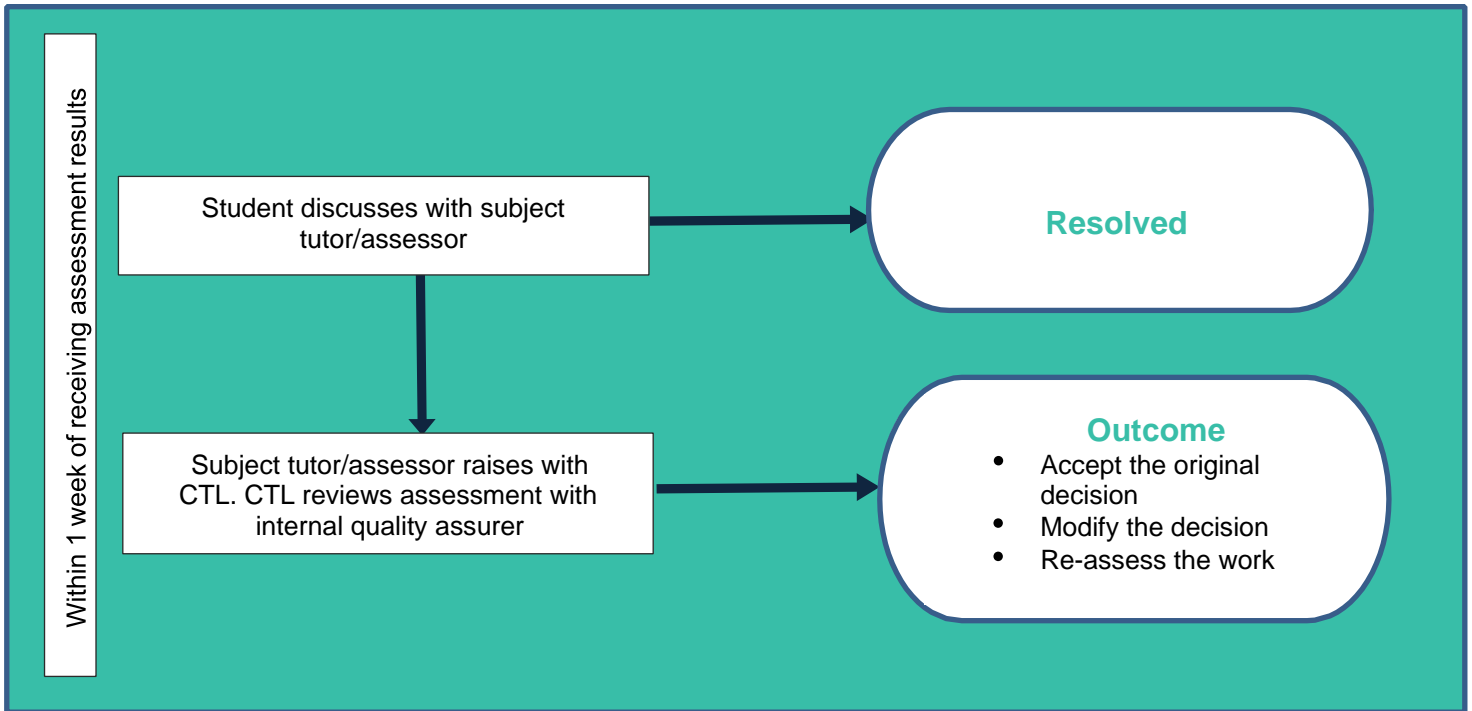 Within 1 week of receiving assessment results
Student discusses with subject
tutor/assessor
Resolved
Subject tutor/assessor raises with
CTL. CTL reviews assessment with
internal quality assurer
Outcome
• Accept the original
decision
• Modify the decision
• Re-assess the work